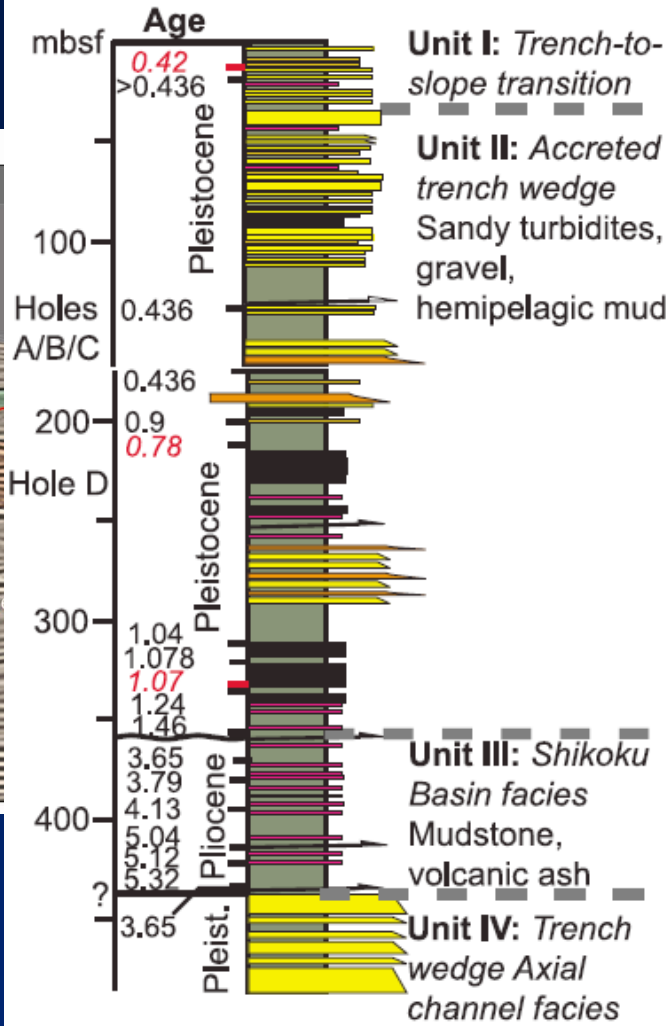 Age
mbsf
0.42
>0.436
Pleistocene
100
Holes
A/B/C
0.436
0.436
200
0.9
0.78
Hole D
Pleistocene
300
1.04
1.078
1.07
1.24
1.46
3.65
3.79
4.13
400
5.04
5.12
5.32
Pliocene
?
3.65
Pleist.
Unit I: Trench-to-
slope transition
Unit II: Accreted
trench wedge
Sandy turbidites,
gravel,
hemipelagic mud
Unit III: Shikoku
Basin facies
Mudstone,
volcanic ash
Unit IV: Trench
wedge Axial
channel facies